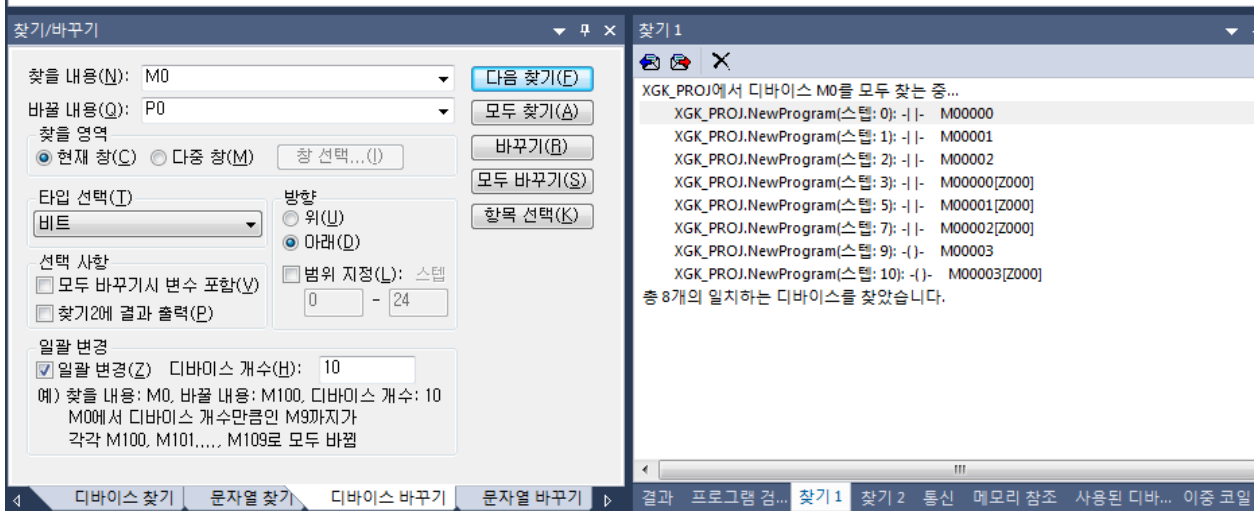 찾기/바꾸기
찾을 내용(N): M0
다음 찾기(F)
바꿀 내용(Q): P0
모두 찾기(A)
찾을 영역
현재 창(C) 다중 창(M) 창 선택...(I)
바꾸기(R)
모두 바꾸기(S)
항목 선택(K)
타입 선택(T)
비트
방향
위(U)
아래(D)
범위 지정(L): 스텝
0 - 24
선택 사항
모두 바꾸기시 변수 포함(V)
찾기2에 결과 출력(P)
일괄 변경
일괄 변경(Z) 디바이스 개수(H): 10
예) 찾을 내용: M0, 바꿀 내용: M100, 디바이스 개수: 10
M0에서 디바이스 개수만큼인 M9까지가
각각 M100, M101,..., M109로 모두 바뀜
디바이스 찾기 문자열 찾기 디바이스 바꾸기 문자열 바꾸기
찾기 1
XGK_PROJ에서 디바이스 M0를 모두 찾는 중...
XGK_PROJ.NewProgram(스텝: 0): -| |- M00000
XGK_PROJ.NewProgram(스텝: 1): -| |- M00001
XGK_PROJ.NewProgram(스텝: 2): -| |- M00002
XGK_PROJ.NewProgram(스텝: 3): -| |- M00000[Z000]
XGK_PROJ.NewProgram(스텝: 5): -| |- M00001[Z000]
XGK_PROJ.NewProgram(스텝: 7): -| |- M00002[Z000]
XGK_PROJ.NewProgram(스텝: 9): -( )- M00003
XGK_PROJ.NewProgram(스텝: 10): -( )- M00003[Z000]
총 8개의 일치하는 디바이스를 찾았습니다.
결과 프로그램 검... 찾기 1 찾기 2 통신 메모리 참조 사용된 디바... 이중 코일